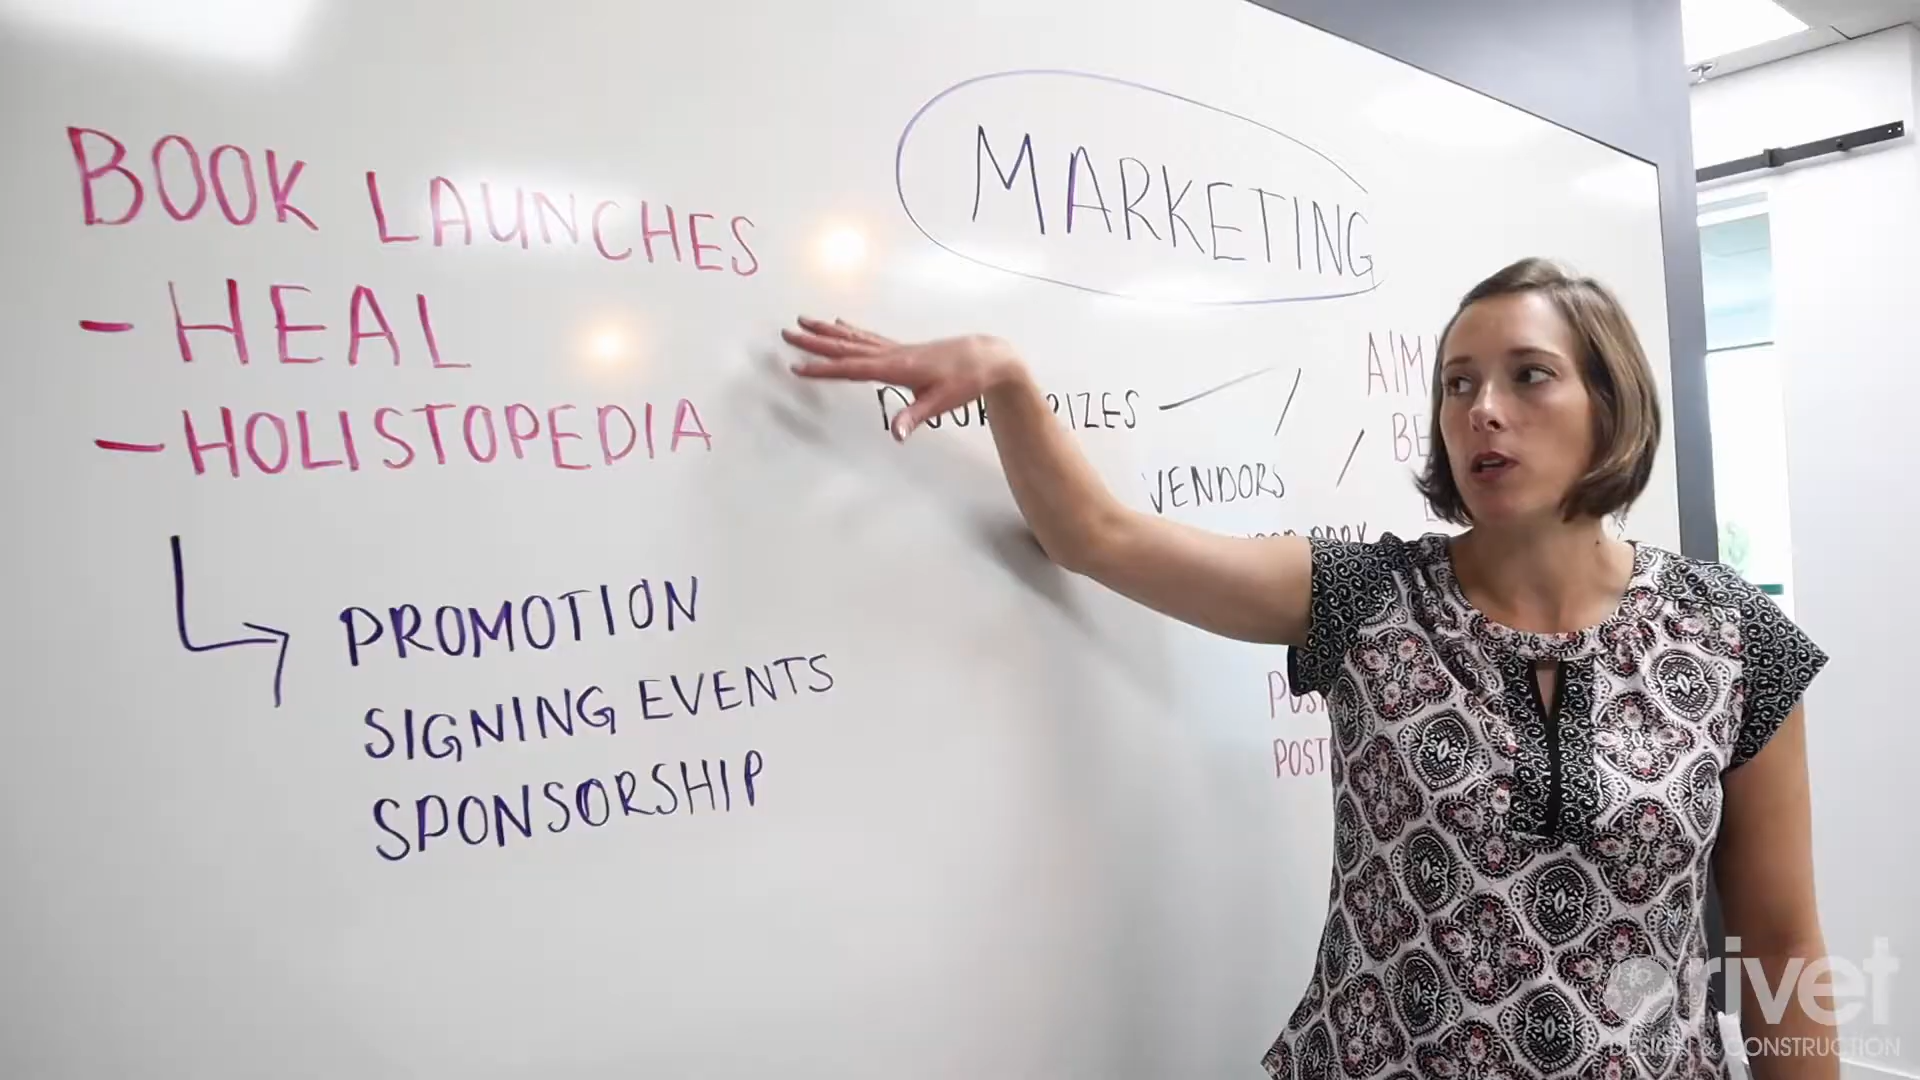 BOOK LAUNCHES
- HEAL
- HOLISTOPEDIA
PROMOTION
SIGNING EVENTS
SPONSORSHIP
MARKETING
VENDORS
rivet
DESIGN & CONSTRUCTION